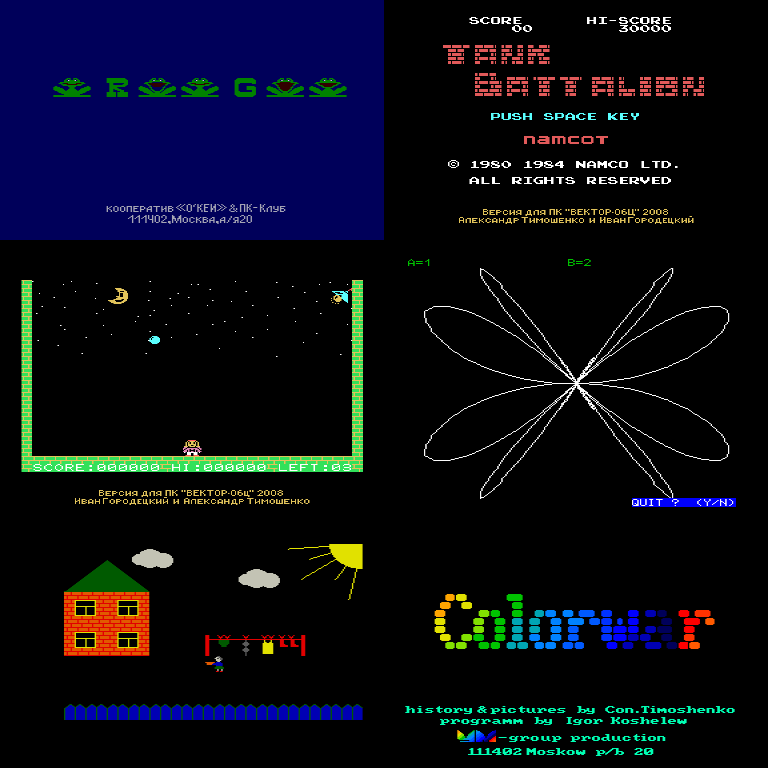 R G
кооператив «О'КЕЙ» & ПК-Клуб
111402,Москва,а/я20
SCORE HI-SCORE
00 30000
TANK
BATTALION
PUSH SPACE KEY
namcot
© 1980 1984 NAMCO LTD.
ALL RIGHTS RESERVED
Версия для ПК "ВЕКТОР-06Ц" 2008
Александр Тимошенко и Иван Городецкий
SCORE:000000 HI:000000 LEFT:03
Версия для ПК "ВЕКТОР-06Ц" 2008
Иван Городецкий и Александр Тимошенко
A=1 B=2
QUIT ? (Y/N)
Colorwar
history & pictures by Con.Timoshenko
programm by Igor Koshelew
-group production
111402 Moskow p/b 20